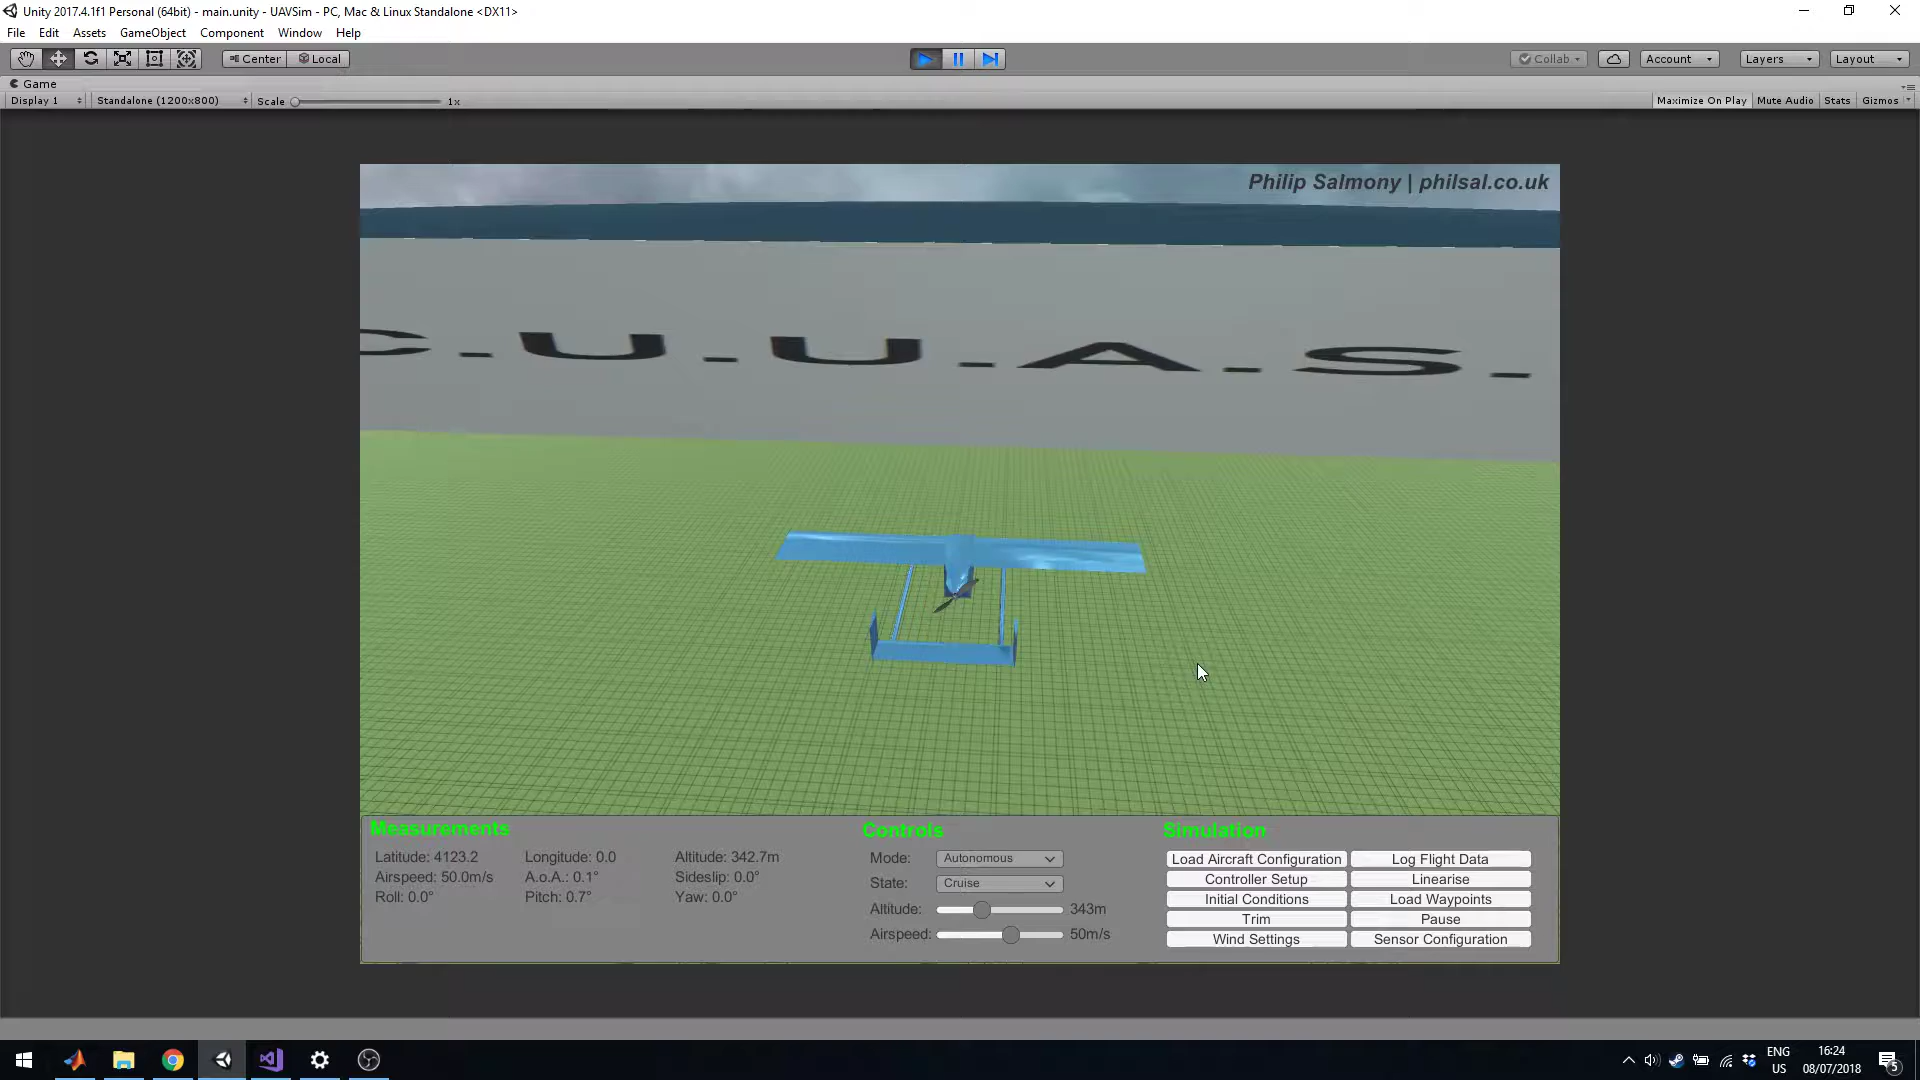 Unity 2017.4.1f1 Personal (64bit) - main.unity - UAVSim - PC, Mac & Linux Standalone <DX11>
File Edit Assets GameObject Component Window Help
Center Local Collab Account Layers Layout
Game
Display 1 Standalone (1200x800) Scale 1x Maximize On Play Mute Audio Stats Gizmos
Philip Salmony | philsal.co.uk
C.U.U.A.S.
Measurements
Latitude: 4123.2 Longitude: 0.0 Altitude: 342.7m
Airspeed: 50.0m/s A.o.A.: 0.1° Sideslip: 0.0°
Roll: 0.0° Pitch: 0.7° Yaw: 0.0°
Controls
Mode: Autonomous
State: Cruise
Altitude: 343m
Airspeed: 50m/s
Simulation
Load Aircraft Configuration Log Flight Data
Controller Setup Linearise
Initial Conditions Load Waypoints
Trim Pause
Wind Settings Sensor Configuration
ENG
US
16:24
08/07/2018
5